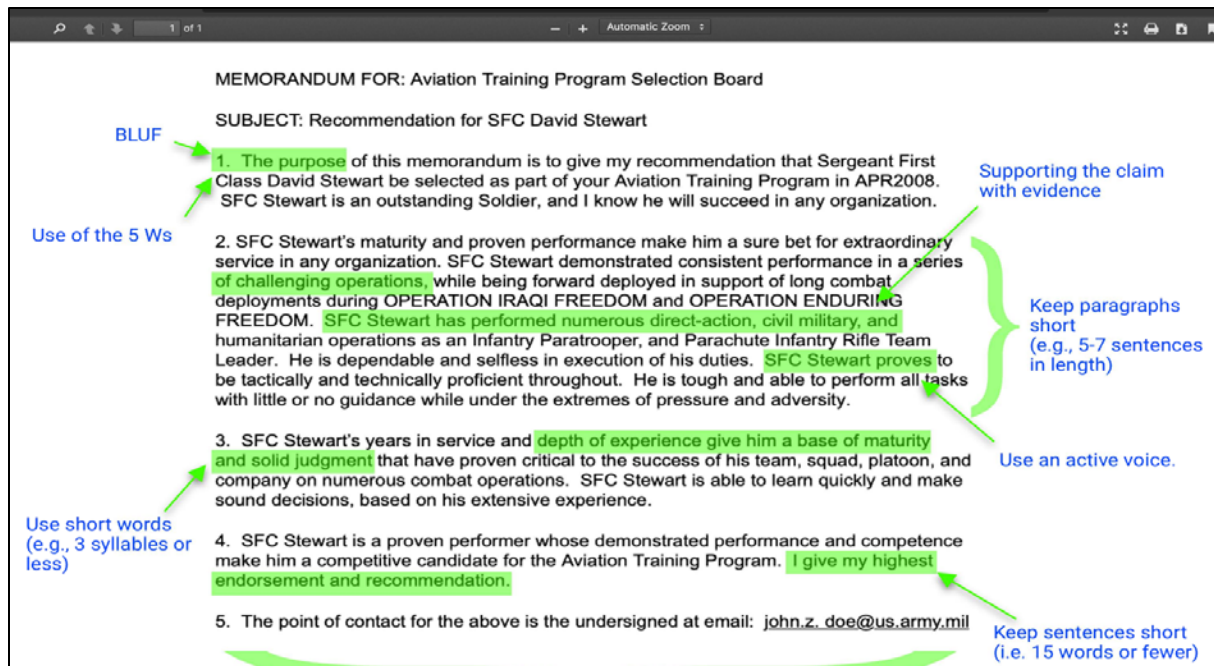 1 of 1
Automatic Zoom
MEMORANDUM FOR: Aviation Training Program Selection Board
SUBJECT: Recommendation for SFC David Stewart
BLUF
1. The purpose of this memorandum is to give my recommendation that Sergeant First
Class David Stewart be selected as part of your Aviation Training Program in APR2008.
SFC Stewart is an outstanding Soldier, and I know he will succeed in any organization.
Use of the 5 Ws
Supporting the claim
with evidence
2. SFC Stewart's maturity and proven performance make him a sure bet for extraordinary
service in any organization. SFC Stewart demonstrated consistent performance in a series
of challenging operations, while being forward deployed in support of long combat
deployments during OPERATION IRAQI FREEDOM and OPERATION ENDURING
FREEDOM. SFC Stewart has performed numerous direct-action, civil military, and
humanitarian operations as an Infantry Paratrooper, and Parachute Infantry Rifle Team
Leader. He is dependable and selfless in execution of his duties. SFC Stewart proves to
be tactically and technically proficient throughout. He is tough and able to perform all tasks
with little or no guidance while under the extremes of pressure and adversity.
Keep paragraphs
short
(e.g., 5-7 sentences
in length)
3. SFC Stewart's years in service and depth of experience give him a base of maturity
and solid judgment that have proven critical to the success of his team, squad, platoon, and
company on numerous combat operations. SFC Stewart is able to learn quickly and make
sound decisions, based on his extensive experience.
Use an active voice.
Use short words
(e.g., 3 syllables or
less)
4. SFC Stewart is a proven performer whose demonstrated performance and competence
make him a competitive candidate for the Aviation Training Program. I give my highest
endorsement and recommendation.
5. The point of contact for the above is the undersigned at email: john.z. doe@us.army.mil
Keep sentences short
(i.e. 15 words or fewer)